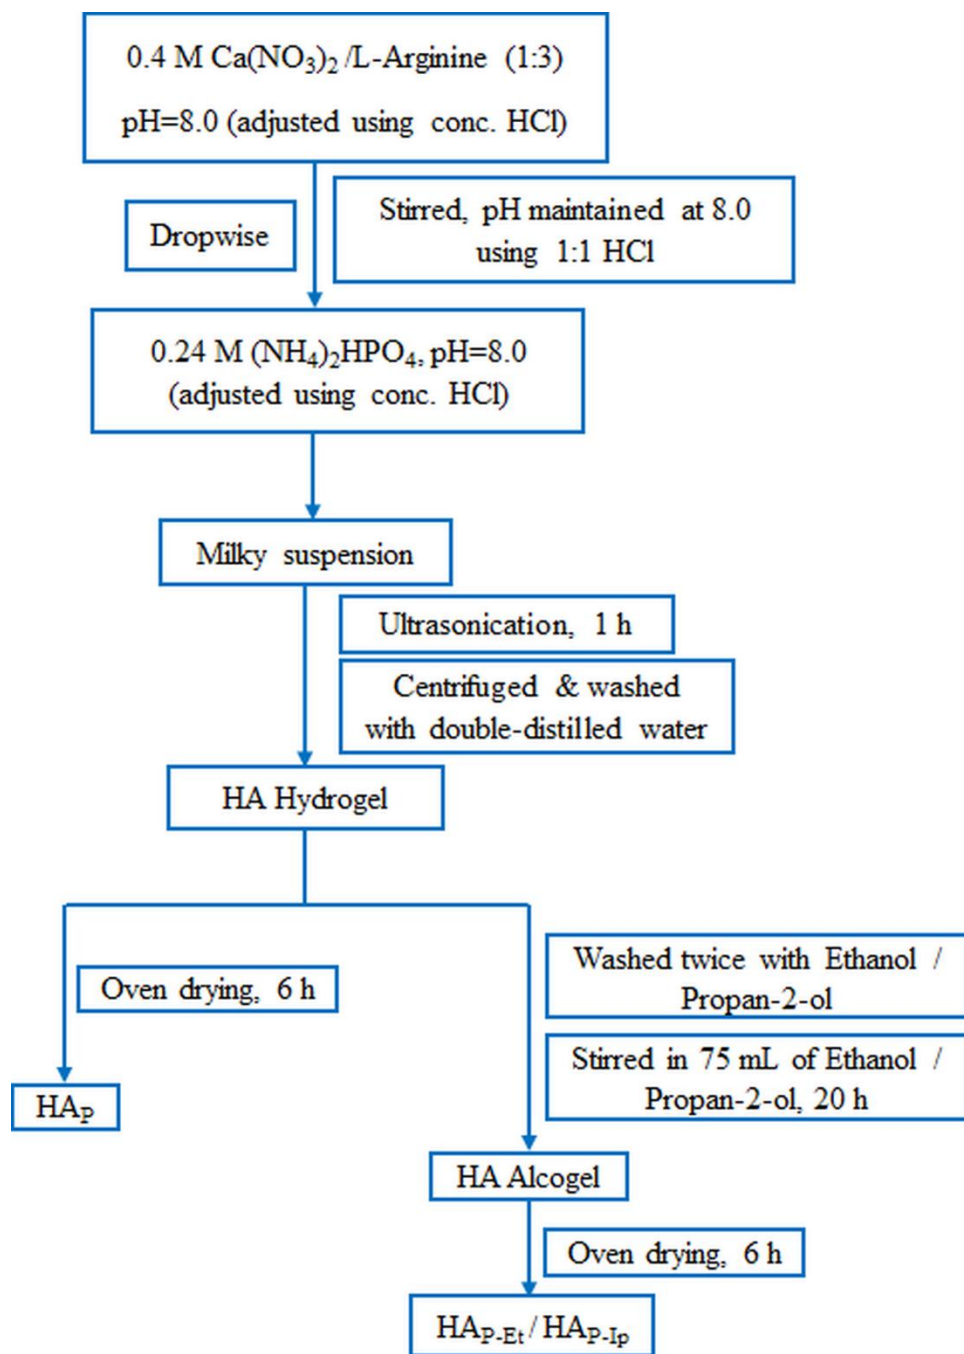 0.4 M Ca(NO₃)₂ /L-Arginine (1:3)
pH=8.0 (adjusted using conc. HCl)
Dropwise
Stirred, pH maintained at 8.0
using 1:1 HCl
0.24 M (NH₄)₂HPO₄, pH=8.0
(adjusted using conc. HCl)
Milky suspension
Ultrasonication, 1 h
Centrifuged & washed
with double-distilled water
HA Hydrogel
Oven drying, 6 h
HA_P
Washed twice with Ethanol /
Propan-2-ol
Stirred in 75 mL of Ethanol /
Propan-2-ol, 20 h
HA Alcogel
Oven drying, 6 h
HA_P-Et / HA_P-Ip